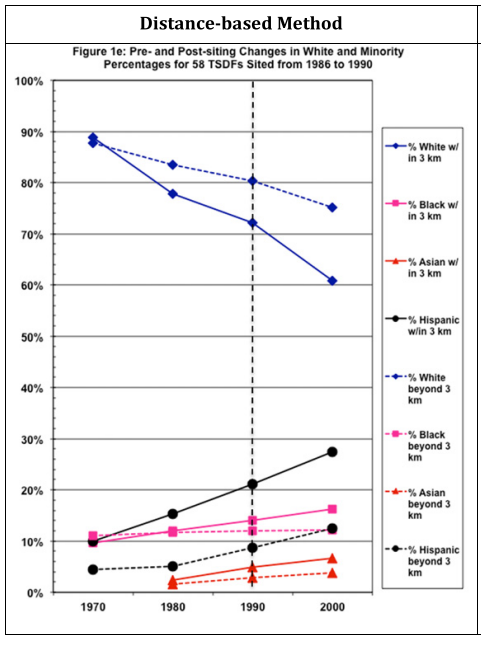 Distance-based Method
Figure 1e: Pre- and Post-siting Changes in White and Minority
Percentages for 58 TSDFs Sited from 1986 to 1990
100%
90%
80%
70%
60%
50%
40%
30%
20%
10%
0%
1970
1980
1990
2000
% White w/
in 3 km
% Black w/
in 3 km
% Asian w/
in 3 km
% Hispanic
w/in 3 km
% White
beyond 3
km
% Black
beyond 3
km
% Asian
beyond 3
km
% Hispanic
beyond 3
km